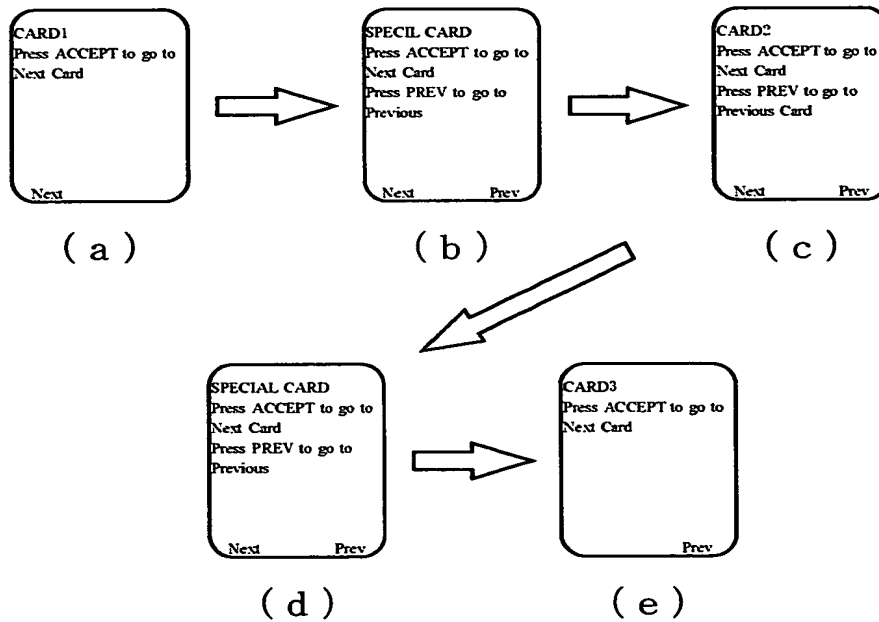 CARD1
Press ACCEPT to go to
Next Card
Next
( a )
SPECIL CARD
Press ACCEPT to go to
Next Card
Press PREV to go to
Previous
Next Prev
( b )
CARD2
Press ACCEPT to go to
Next Card
Press PREV to go to
Previous Card
Next Prev
( c )
SPECIAL CARD
Press ACCEPT to go to
Next Card
Press PREV to go to
Previous
Next Prev
( d )
CARD3
Press ACCEPT to go to
Next Card
Prev
( e )